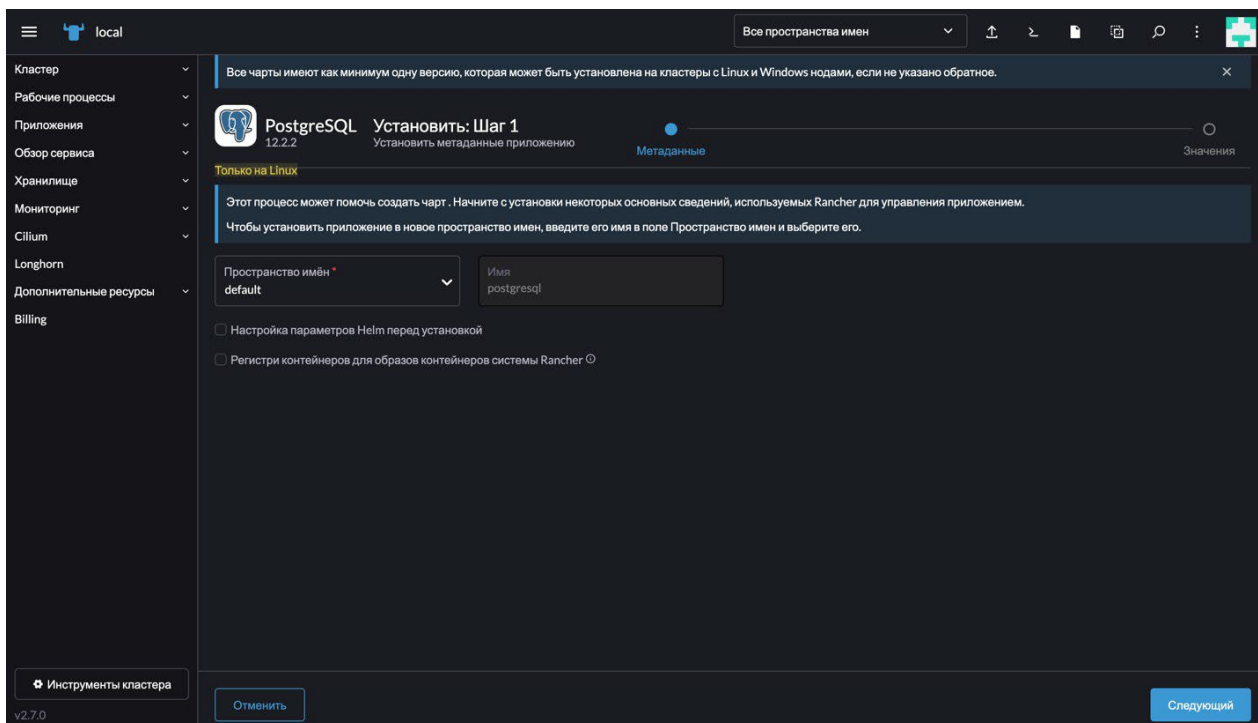 local
Все пространства имен
Кластер
Рабочие процессы
Приложения
Обзор сервиса
Хранилище
Мониторинг
Cilium
Longhorn
Дополнительные ресурсы
Billing
Инструменты кластера
v2.7.0
Все чарты имеют как минимум одну версию, которая может быть установлена на кластеры с Linux и Windows нодами, если не указано обратное.
PostgreSQL
12.2.2
Установить: Шаг 1
Установить метаданные приложению
Метаданные
Значения
Только на Linux
Этот процесс может помочь создать чарт . Начните с установки некоторых основных сведений, используемых Rancher для управления приложением.
Чтобы установить приложение в новое пространство имен, введите его имя в поле Пространство имен и выберите его.
Пространство имён *
default
Имя
postgresql
Настройка параметров Helm перед установкой
Регистри контейнеров для образов контейнеров системы Rancher
Отменить
Следующий